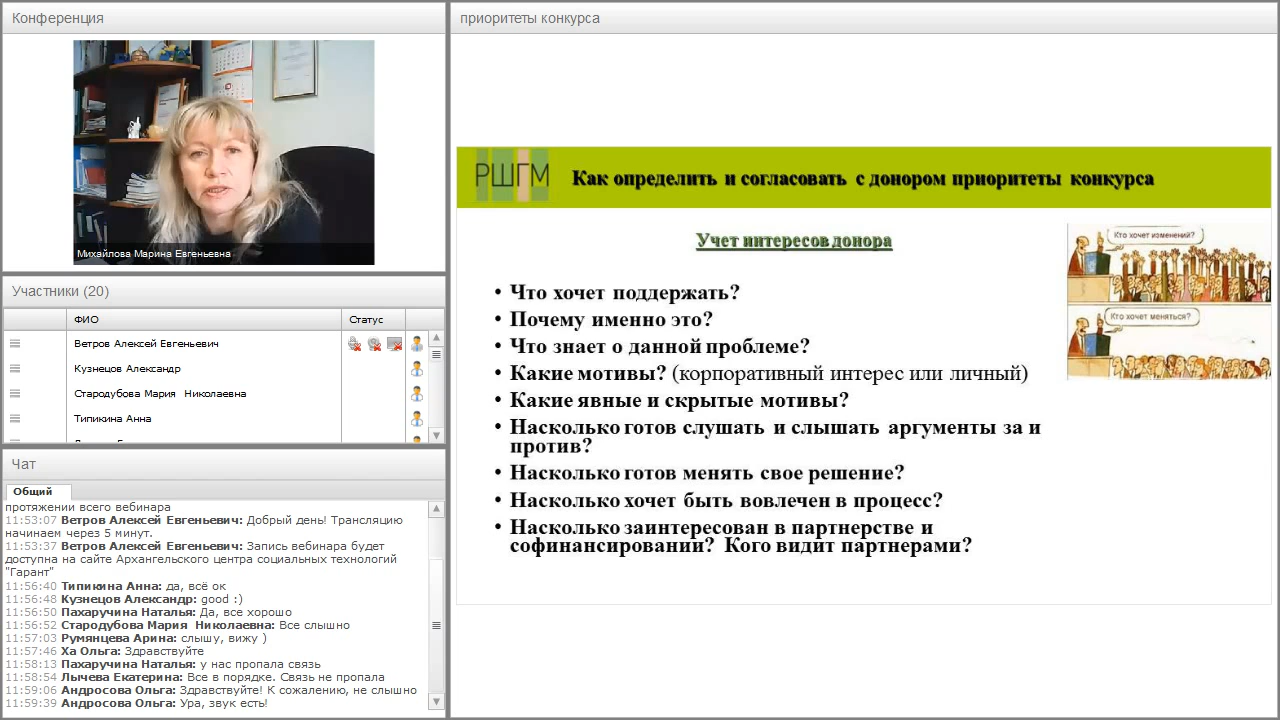 Конференция
Михайлова Марина Евгеньевна
Участники (20)
ФИО
Статус
Ветров Алексей Евгеньевич
Кузнецов Александр
Стародубова Мария Николаевна
Типикина Анна
Чат
Общий
протяжении всего вебинара
11:53:07 Ветров Алексей Евгеньевич: Добрый день! Трансляцию
начинаем через 5 минут.
11:53:37 Ветров Алексей Евгеньевич: Запись вебинара будет
доступна на сайте Архангельского центра социальных технологий
"Гарант"
11:56:40 Типикина Анна: да, всё ок
11:56:48 Кузнецов Александр: good :)
11:56:50 Пахаручина Наталья: Да, все хорошо
11:56:52 Стародубова Мария Николаевна: Все слышно
11:57:03 Румянцева Арина: слышу, вижу )
11:57:46 Ха Ольга: Здравствуйте
11:58:13 Пахаручина Наталья: у нас пропала связь
11:58:54 Лычева Екатерина: Все в порядке. Связь не пропала
11:59:06 Андросова Ольга: Здравствуйте! К сожалению, не слышно
11:59:39 Андросова Ольга: Ура, звук есть!
приоритеты конкурса
РШГМ
Как определить и согласовать с донором приоритеты конкурса
Учет интересов донора
• Что хочет поддержать?
• Почему именно это?
• Что знает о данной проблеме?
• Какие мотивы? (корпоративный интерес или личный)
• Какие явные и скрытые мотивы?
• Насколько готов слушать и слышать аргументы за и
против?
• Насколько готов менять свое решение?
• Насколько хочет быть вовлечен в процесс?
• Насколько заинтересован в партнерстве и
софинансировании? Кого видит партнерами?
Кто хочет изменений?
Кто хочет меняться?